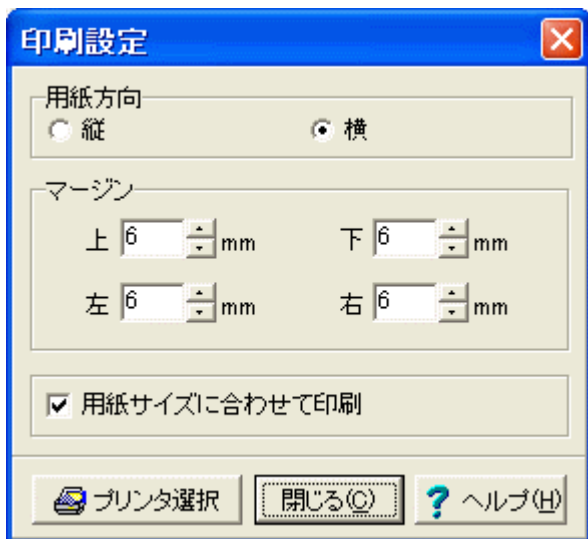 印刷設定
用紙方向
縦 横
マージン
上 6 mm 下 6 mm
左 6 mm 右 6 mm
用紙サイズに合わせて印刷
プリンタ選択 閉じる(C) ヘルプ(H)